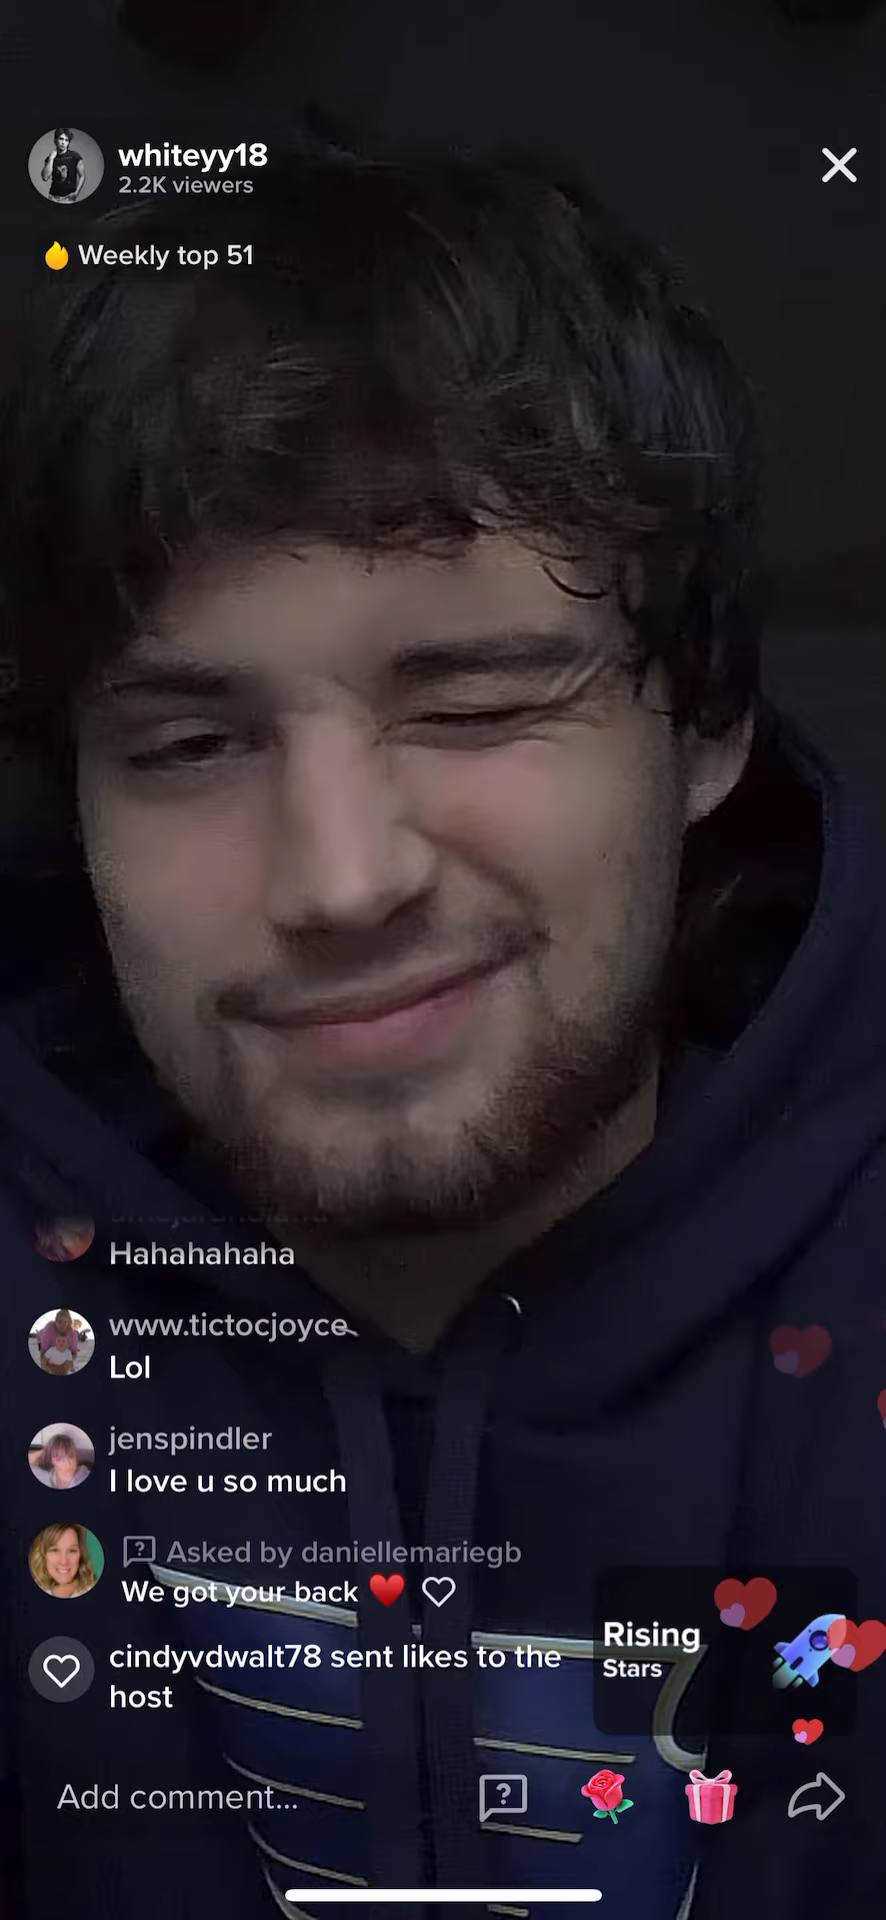 whiteyy18
2.2K viewers
Weekly top 51
Hahahahaha
www.tictocjoyce
Lol
jenspindler
I love u so much
Asked by daniellemariegb
We got your back ❤️
cindyvdwalt78 sent likes to the
host
Rising
Stars
Add comment...